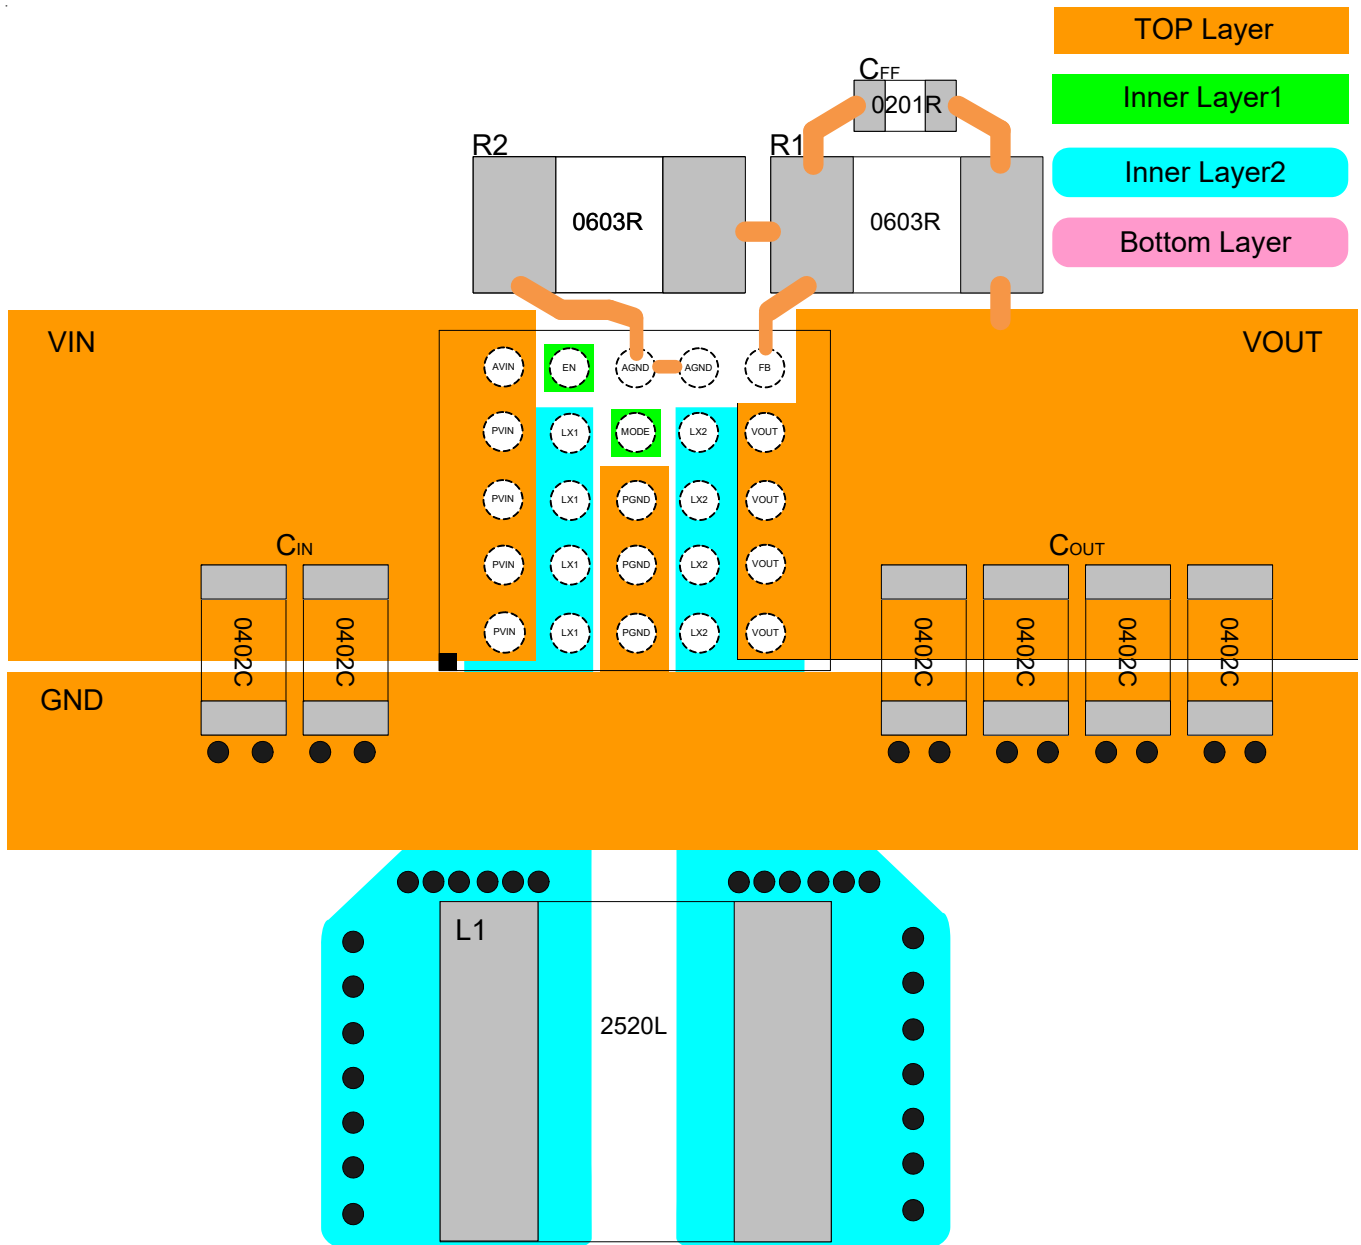 TOP Layer
Inner Layer1
Inner Layer2
Bottom Layer
CFF
0201R
R2
R1
0603R
0603R
VIN
VOUT
AVIN EN AGND AGND FB
PVIN LX1 MODE LX2 VOUT
PVIN LX1 PGND LX2 VOUT
CIN
COUT
PVIN LX1 PGND LX2 VOUT
PVIN LX1 PGND LX2 VOUT
0402C
0402C
0402C
0402C
0402C
0402C
GND
L1
2520L